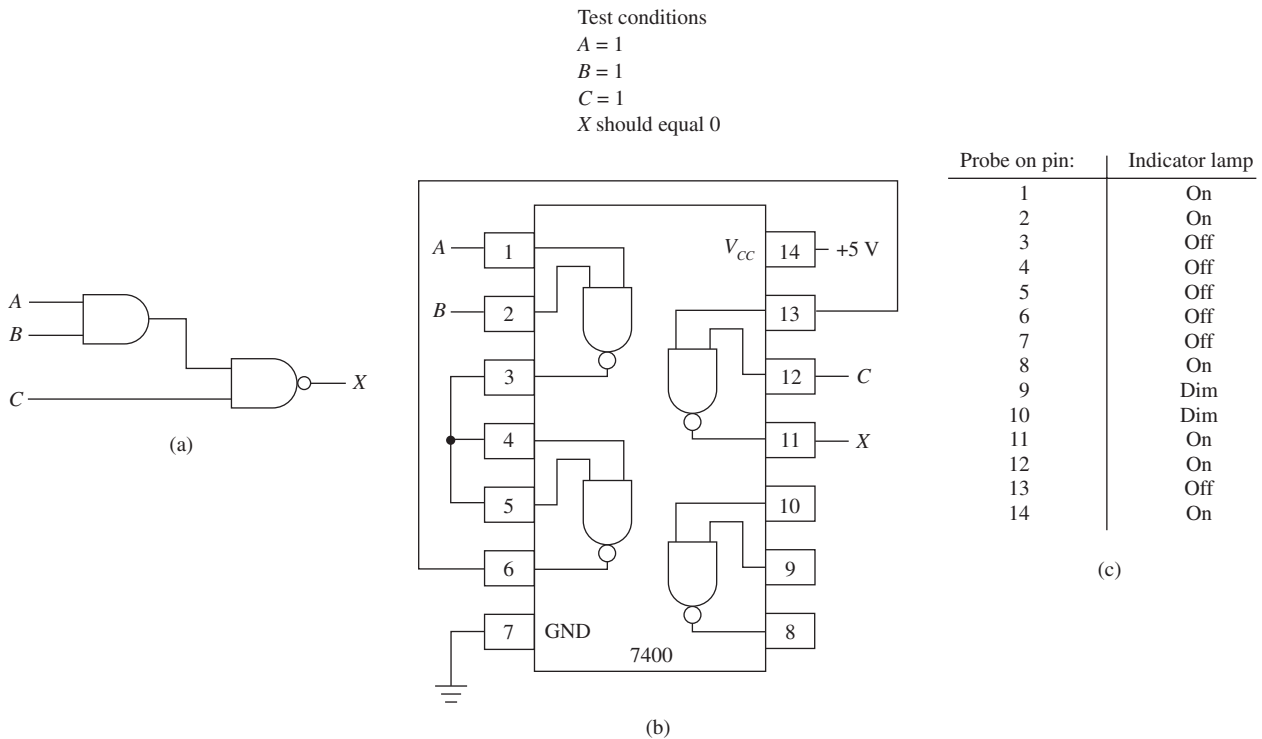 Test conditions
A = 1
B = 1
C = 1
X should equal 0
A
B
C
X
(a)
A
B
1
2
3
4
5
6
7
GND
V_CC
14
+5 V
13
12
C
11
X
10
9
8
7400
(b)
Probe on pin: Indicator lamp
1 On
2 On
3 Off
4 Off
5 Off
6 Off
7 Off
8 On
9 Dim
10 Dim
11 On
12 On
13 Off
14 On
(c)